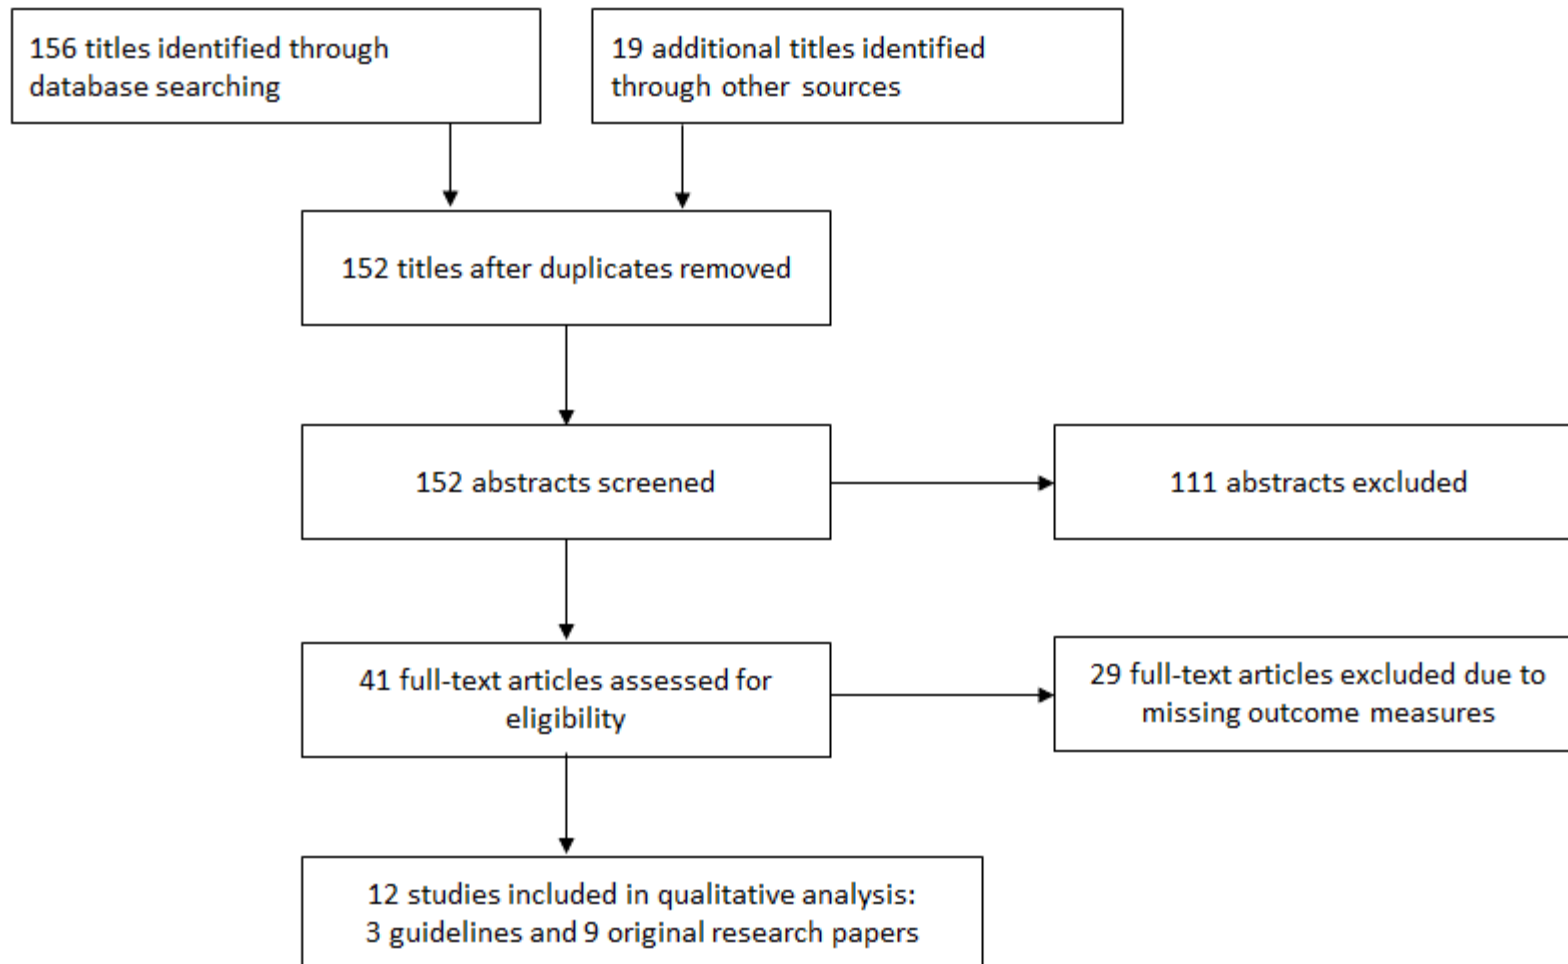 156 titles identified through
database searching
19 additional titles identified
through other sources
152 titles after duplicates removed
152 abstracts screened
111 abstracts excluded
41 full-text articles assessed for
eligibility
29 full-text articles excluded due to
missing outcome measures
12 studies included in qualitative analysis:
3 guidelines and 9 original research papers